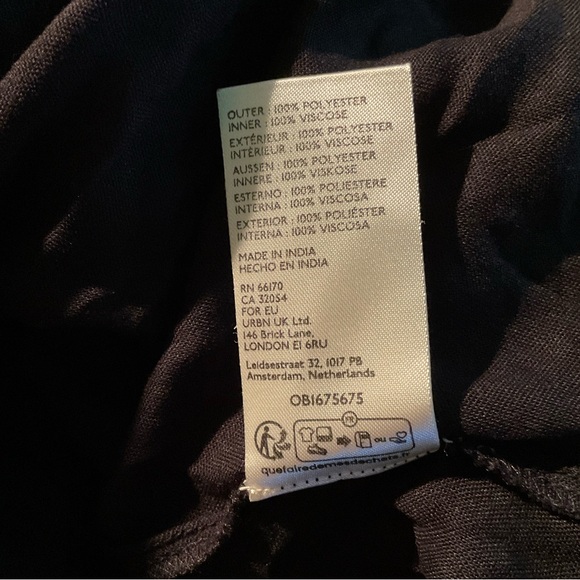 OUTER : 100% POLYESTER
INNER : 100% VISCOSE
EXTÉRIEUR : 100% POLYESTER
INTÉRIEUR : 100% VISCOSE
AUSSEN : 100% POLYESTER
INNERE : 100% VISKOSE
ESTERNO : 100% POLIESTERE
INTERNA : 100% VISCOSA
EXTERIOR : 100% POLIÉSTER
INTERNA : 100% VISCOSA
MADE IN INDIA
HECHO EN INDIA
RN 66170
CA 32054
FOR EU
URBN UK Ltd.
146 Brick Lane,
LONDON E1 6RU
Leidsestraat 32, 1017 PB
Amsterdam, Netherlands
OB1675675
FR
ou
quefairedemesdechets.fr